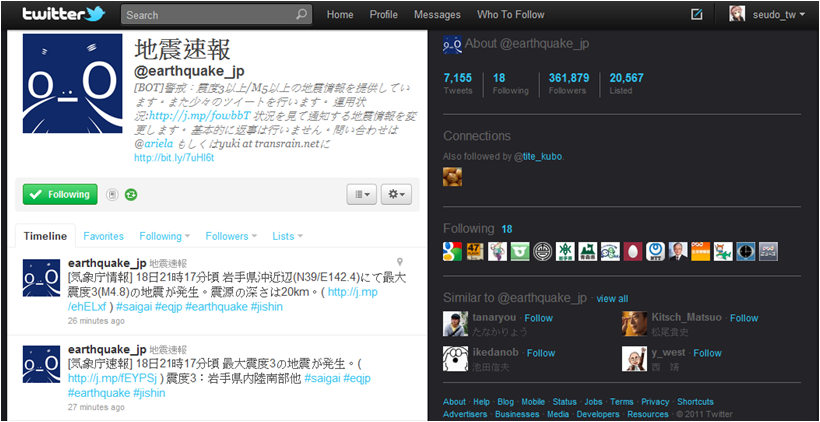 twitter Search Home Profile Messages Who To Follow seudo_tw
地震速報
@earthquake_jp
[BOT]警戒：震度3以上/M5以上の地震情報を提供してい
ます。また少々のツイートを行います。 運用状
況:http://j.mp/fowbbT 状況を見て通知する地震情報を変
更します。 基本的に返事は行いません。問い合わせは
@ariela もしくはyuki at transrain.netに
http://bit.ly/7uHl6t
Following
Timeline Favorites Following Followers Lists
earthquake_jp 地震速報
[気象庁情報] 18日21時17分頃 岩手県沖近辺(N39/E142.4)にて最大
震度3(M4.8)の地震が発生。震源の深さは20km。( http://j.mp
/ehELxf ) #saigai #eqjp #earthquake #jishin
26 minutes ago
earthquake_jp 地震速報
[気象庁速報] 18日21時17分頃 最大震度3の地震が発生。(
http://j.mp/fEYPSj ) 震度3：岩手県内陸南部他 #saigai #eqjp
#earthquake #jishin
27 minutes ago
About @earthquake_jp
7,155 18 361,879 20,567
Tweets Following Followers Listed
Connections
Also followed by @tite_kubo.
Following 18
Similar to @earthquake_jp · view all
tanaryou · Follow
たなかりょう
Kitsch_Matsuo · Follow
松尾貴史
ikedanob · Follow
池田信夫
y_west · Follow
西 靖
About · Help · Blog · Mobile · Status · Jobs · Terms · Privacy · Shortcuts
Advertisers · Businesses · Media · Developers · Resources · © 2011 Twitter